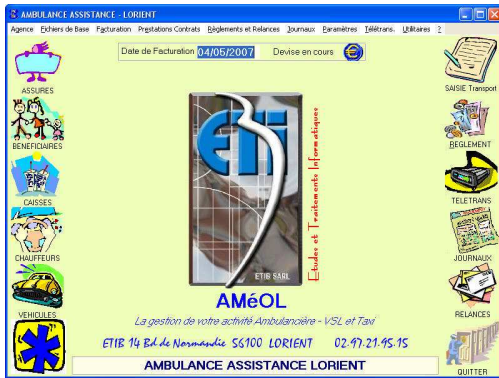 AMBULANCE ASSISTANCE - LORIENT
Agence Fichiers de Base Facturation Prestations Contrats Règlements et Relances Journaux Paramètres Télétrans. Utilitaires ?
Date de Facturation 04/05/2007 Devise en cours €
ASSURES
BENEFICIAIRES
CAISSES
CHAUFFEURS
VEHICULES
ETI3
Etudes et Traitements Informatiques
ETIB SARL
SAISIE Transport
REGLEMENT
TELETRANS
JOURNAUX
RELANCES
QUITTER
AMéOL
La gestion de votre activité Ambulancière - VSL et Taxi
ETIB 14 Bd de Normandie 56100 LORIENT 02.97.21.95.15
AMBULANCE ASSISTANCE LORIENT